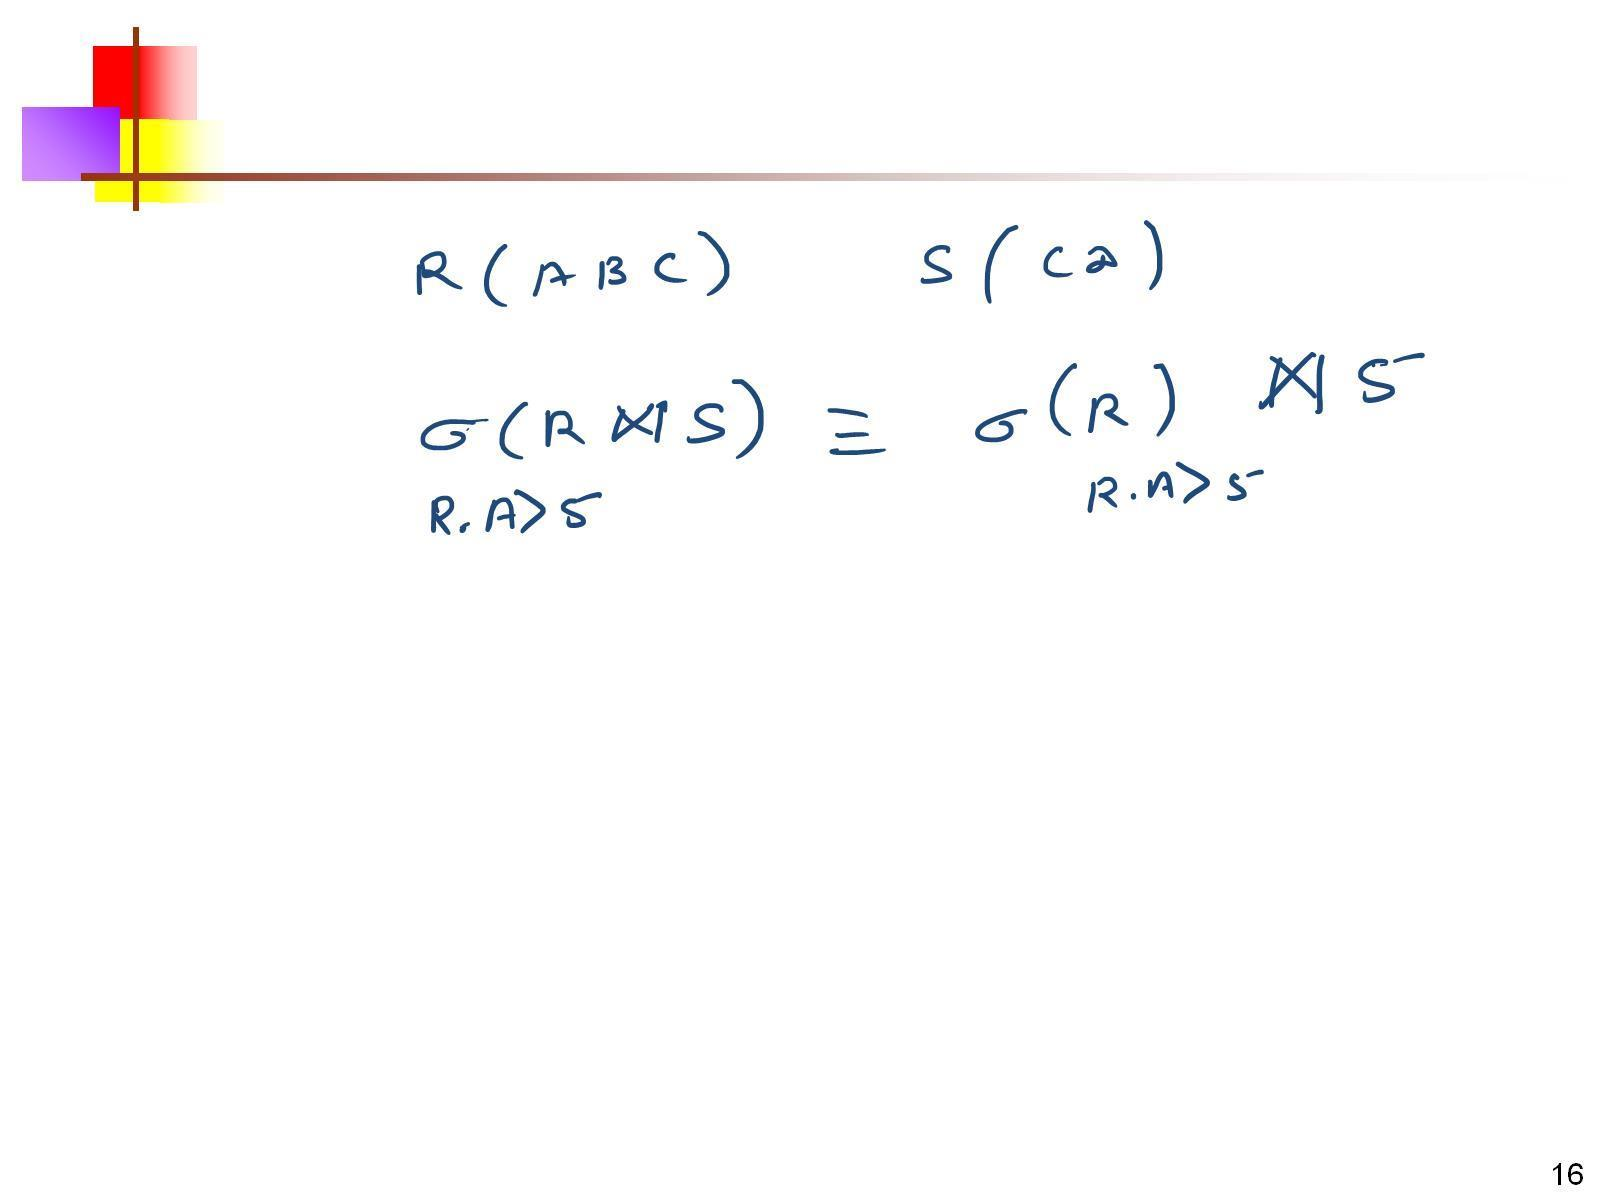 R (A B C) S (C D)
σ (R ⋈ S) ≡ σ (R) ⋈ S
R.A>5 R.A>5
16